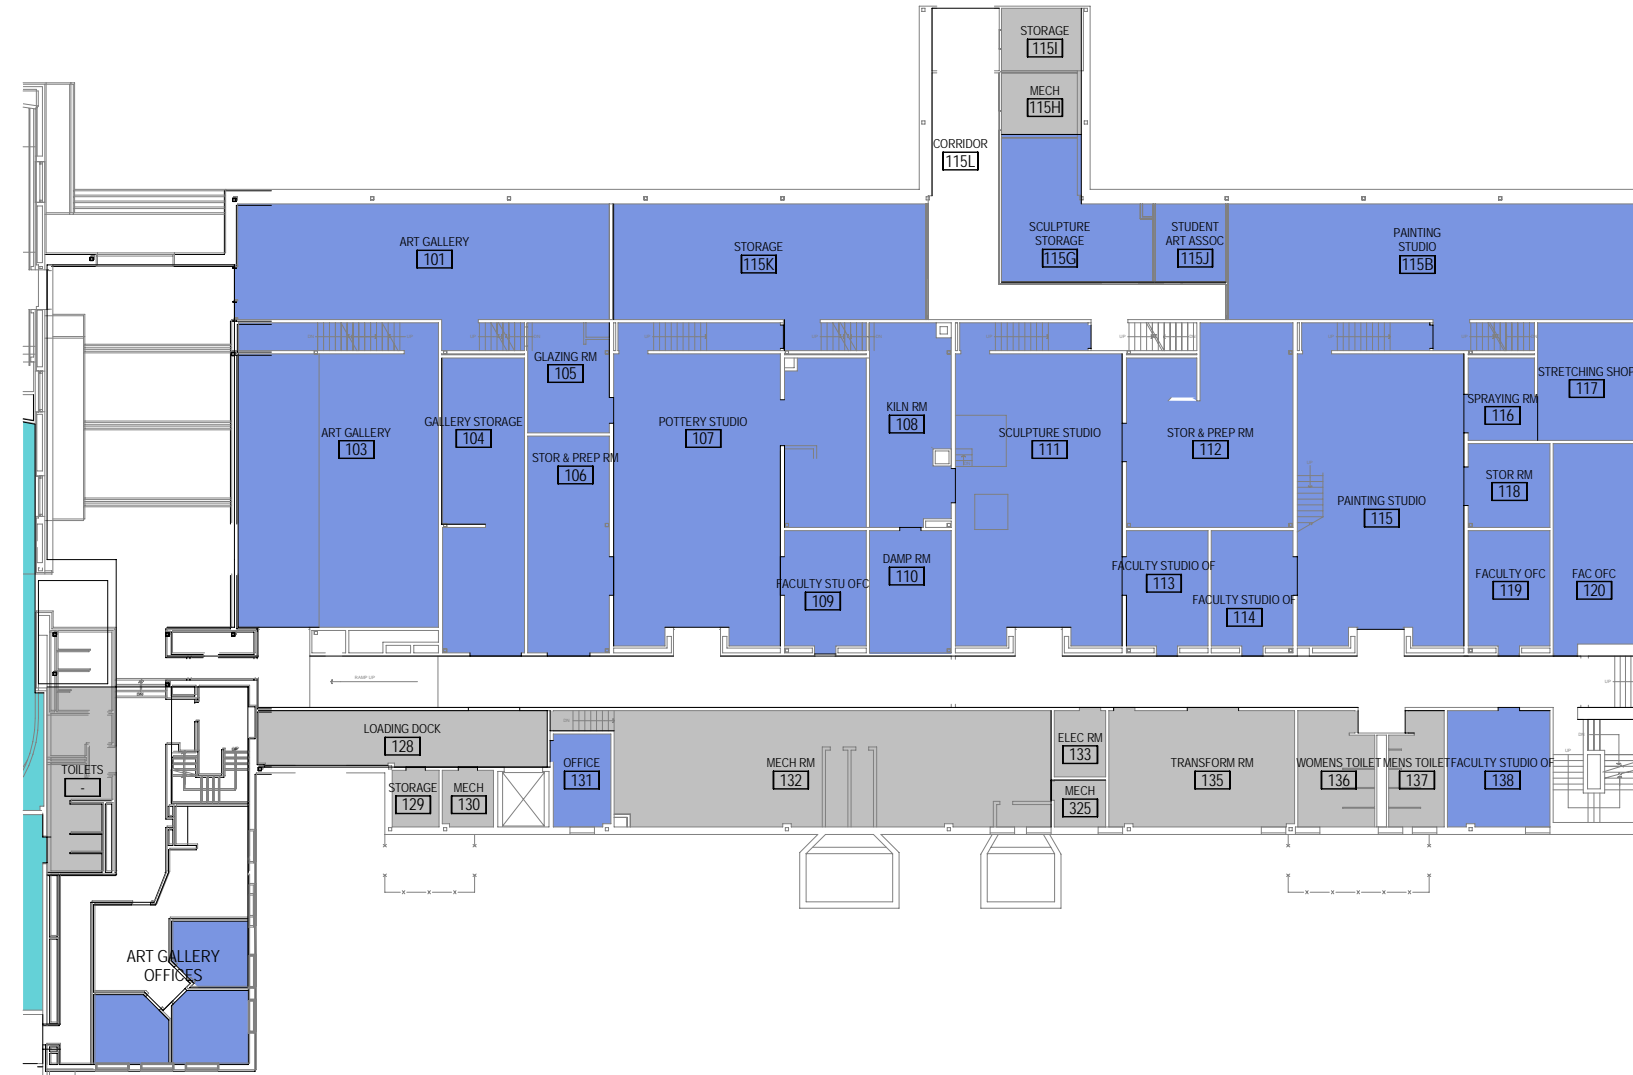 STORAGE
115I
MECH
115H
CORRIDOR
115L
SCULPTURE
STORAGE
115G
STUDENT
ART ASSOC
115J
PAINTING
STUDIO
115B
ART GALLERY
101
STORAGE
115K
GLAZING RM
105
STRETCHING SHOP
117
SPRAYING RM
116
KILN RM
108
GALLERY STORAGE
104
POTTERY STUDIO
107
ART GALLERY
103
SCULPTURE STUDIO
111
STOR & PREP RM
112
STOR & PREP RM
106
STOR RM
118
PAINTING STUDIO
115
DAMP RM
110
FACULTY STU OFC
109
FACULTY STUDIO OF
113
FACULTY STUDIO OF
114
FACULTY OFC
119
FAC OFC
120
RAMP UP
UP
LOADING DOCK
128
STORAGE
129
MECH
130
OFFICE
131
MECH RM
132
ELEC RM
133
MECH
325
TRANSFORM RM
135
WOMENS TOILET
136
MENS TOILET
137
FACULTY STUDIO OF
138
TOILETS
-
ART GALLERY
OFFICES